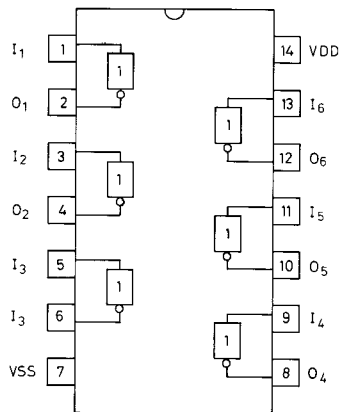 I1 1 1 14 VDD
O1 2 13 I6
1
I2 3 12 O6
1
O2 4 11 I5
1
I3 5 10 O5
1
I3 6 9 I4
1
VSS 7 8 O4